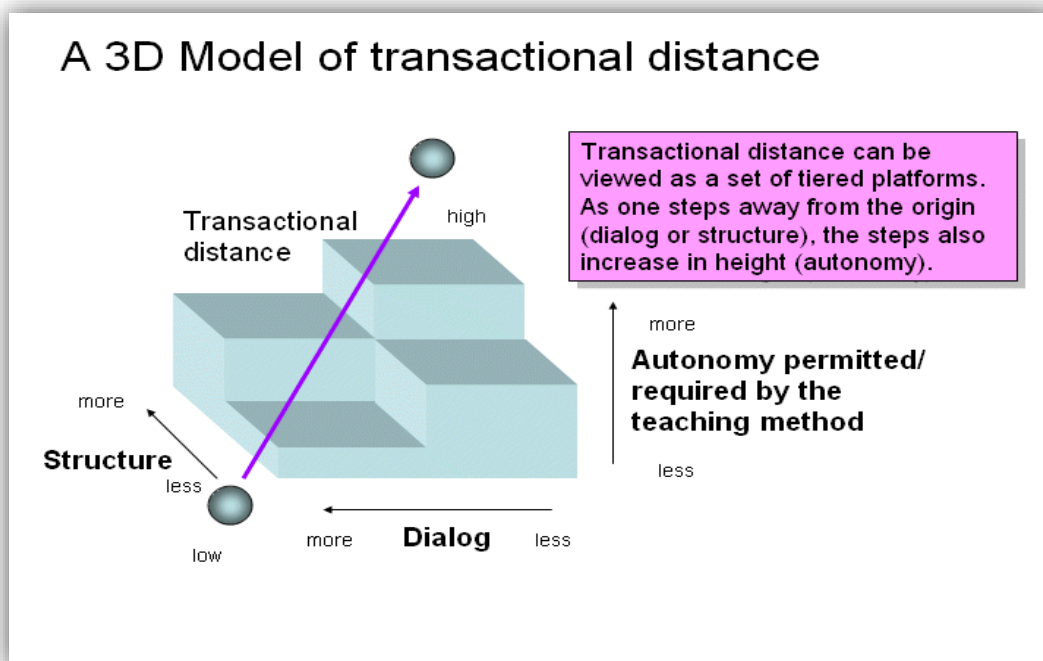 A 3D Model of transactional distance
Transactional distance can be
viewed as a set of tiered platforms.
As one steps away from the origin
(dialog or structure), the steps also
increase in height (autonomy).
Transactional
distance
high
more
Autonomy permitted/
required by the
teaching method
less
more
Structure
less
low
more
Dialog
less